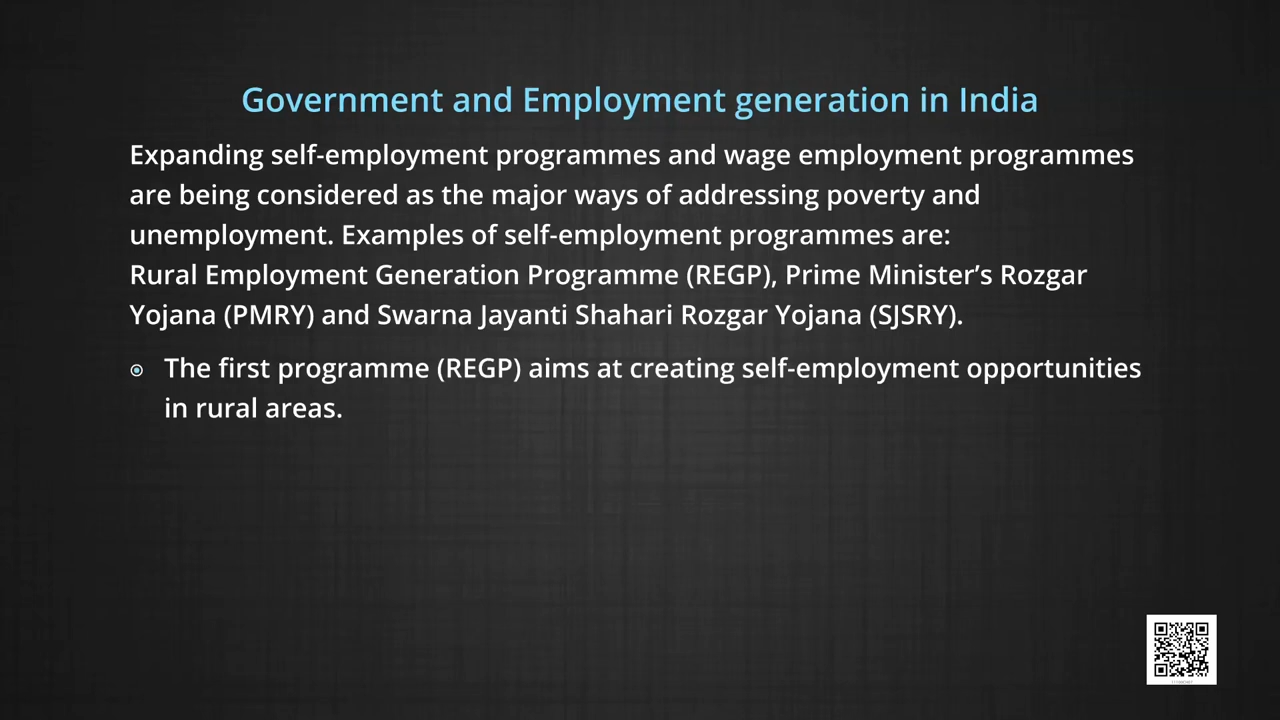 Government and Employment generation in India
Expanding self-employment programmes and wage employment programmes
are being considered as the major ways of addressing poverty and
unemployment. Examples of self-employment programmes are:
Rural Employment Generation Programme (REGP), Prime Minister’s Rozgar
Yojana (PMRY) and Swarna Jayanti Shahari Rozgar Yojana (SJSRY).
The first programme (REGP) aims at creating self-employment opportunities
in rural areas.